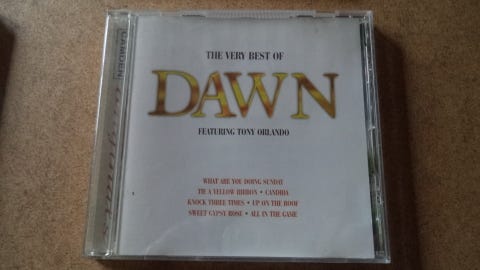 THE VERY BEST OF
DAWN
FEATURING TONY ORLANDO
WHAT ARE YOU DOING SUNDAY
TIE A YELLOW RIBBON • CANDIDA
KNOCK THREE TIMES • UP ON THE ROOF
SWEET GYPSY ROSE • ALL IN THE GAME
CAMDEN